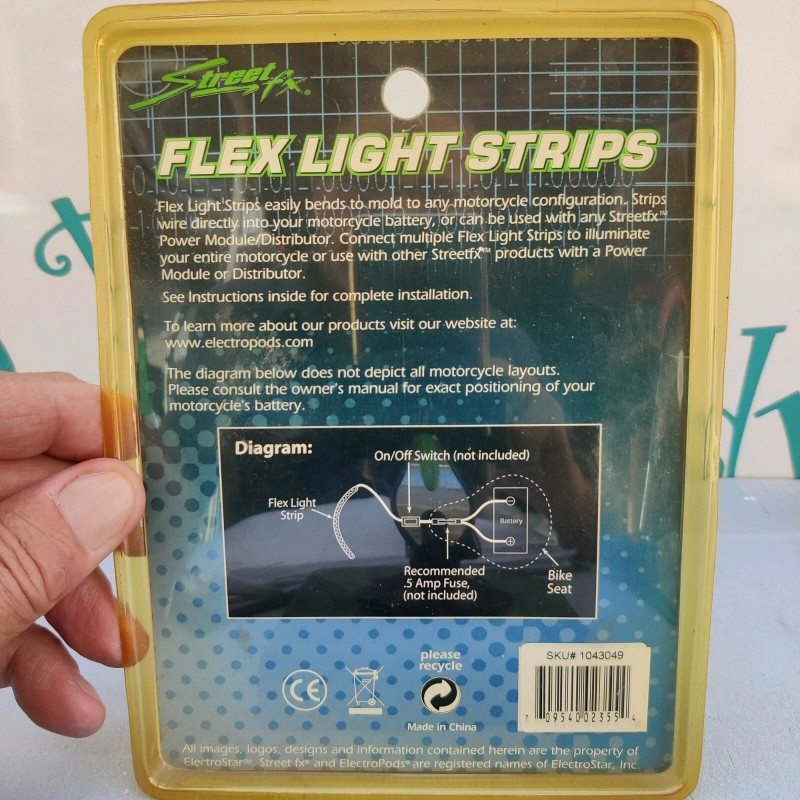 Street fx®
FLEX LIGHT STRIPS
Flex Light Strips easily bends to mold to any motorcycle configuration. Strips
wire directly into your motorcycle battery, or can be used with any Streetfx™
Power Module/Distributor. Connect multiple Flex Light Strips to illuminate
your entire motorcycle or use with other Streetfx™ products with a Power
Module or Distributor.
See Instructions inside for complete installation.
To learn more about our products visit our website at:
www.electropods.com
The diagram below does not depict all motorcycle layouts.
Please consult the owner's manual for exact positioning of your
motorcycle's battery.
Diagram:
On/Off Switch (not included)
Flex Light
Strip
Battery
Recommended
.5 Amp Fuse,
(not included)
Bike
Seat
CE
please
recycle
Made in China
SKU# 1043049
7 09540 02355 4
All images, logos, designs and information contained herein are the property of
ElectroStar™. Street fx® and ElectroPods® are registered names of ElectroStar, Inc.